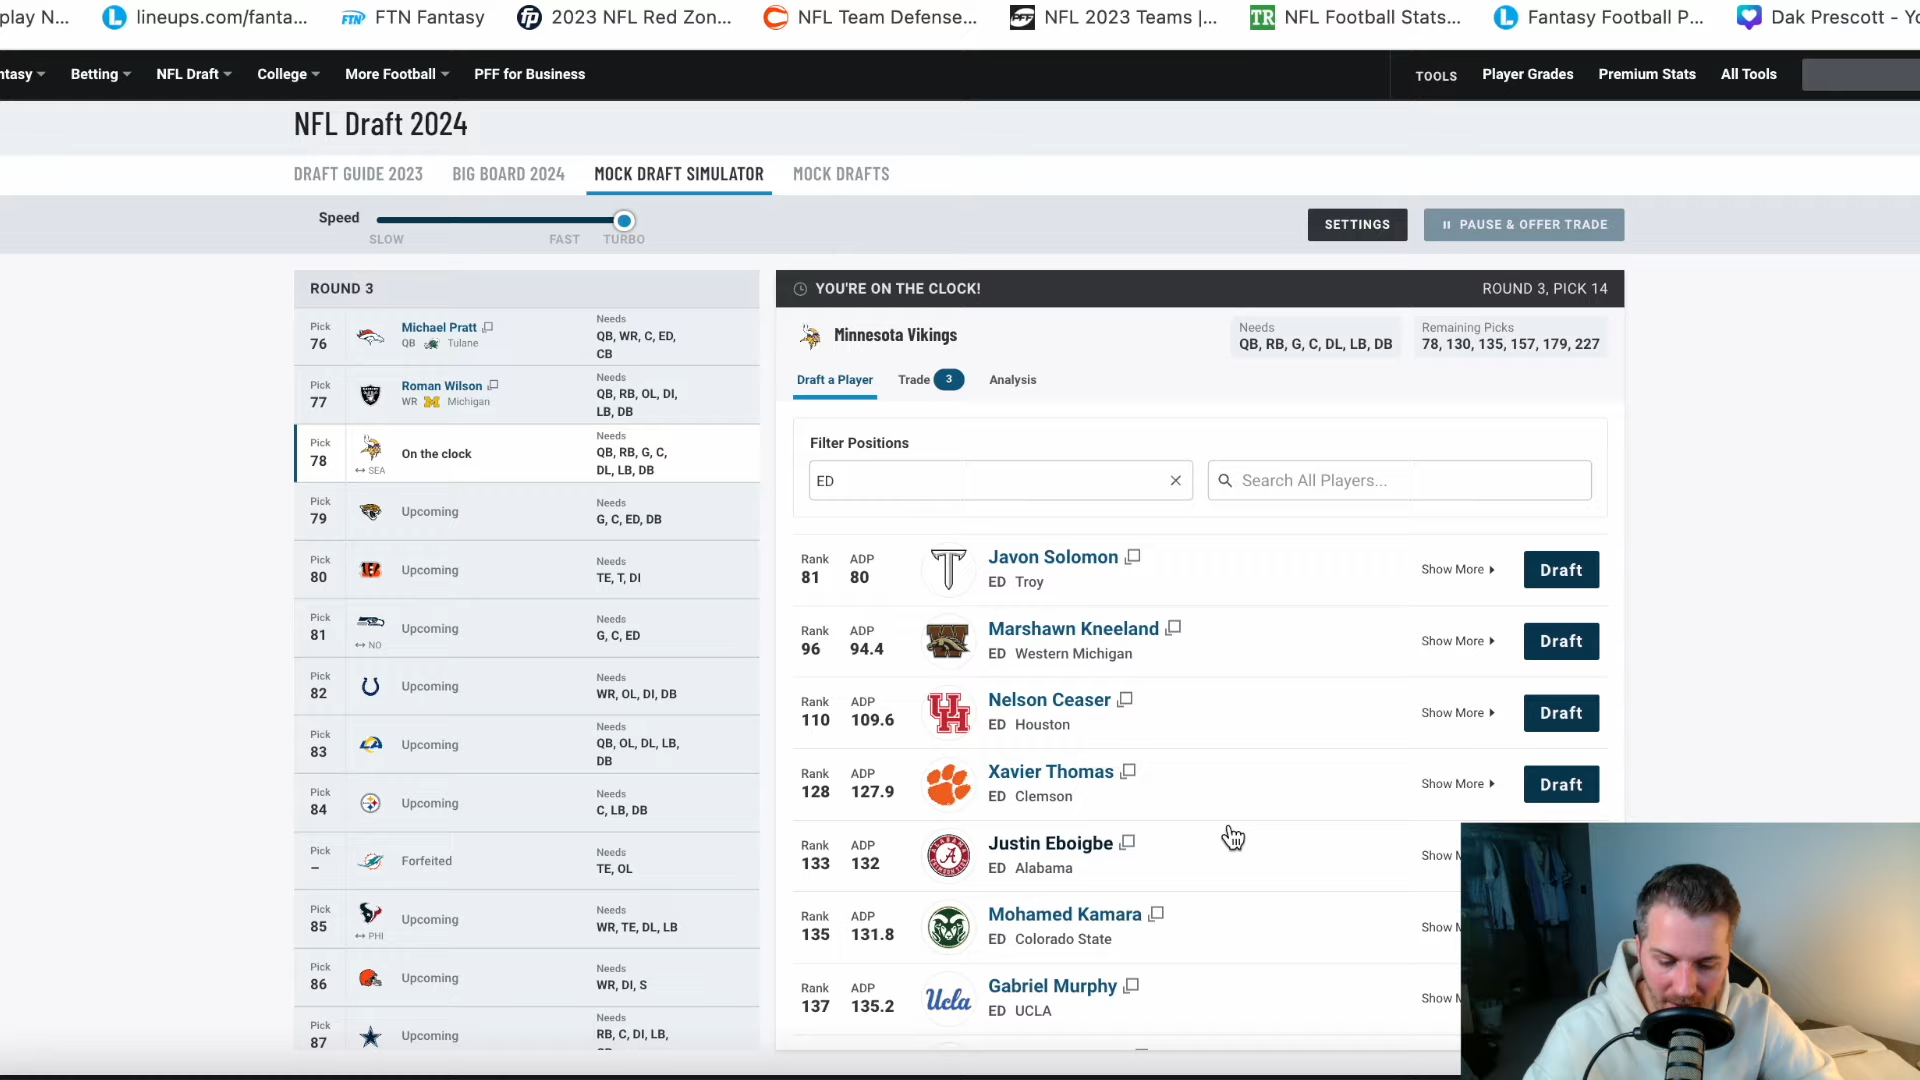 play N...
lineups.com/fanta...
FTN Fantasy
2023 NFL Red Zon...
NFL Team Defense...
NFL 2023 Teams |...
NFL Football Stats...
Fantasy Football P...
Dak Prescott - Yo
ntasy
Betting
NFL Draft
College
More Football
PFF for Business
TOOLS
Player Grades
Premium Stats
All Tools
NFL Draft 2024
DRAFT GUIDE 2023
BIG BOARD 2024
MOCK DRAFT SIMULATOR
MOCK DRAFTS
Speed
SLOW
FAST
TURBO
SETTINGS
PAUSE & OFFER TRADE
ROUND 3
Pick 76
Michael Pratt
QB Tulane
Needs
QB, WR, C, ED,
CB
Pick 77
Roman Wilson
WR Michigan
Needs
QB, RB, OL, DI,
LB, DB
Pick 78
SEA
On the clock
Needs
QB, RB, G, C,
DL, LB, DB
Pick 79
Upcoming
Needs
G, C, ED, DB
Pick 80
Upcoming
Needs
TE, T, DI
Pick 81
NO
Upcoming
Needs
G, C, ED
Pick 82
Upcoming
Needs
WR, OL, DI, DB
Pick 83
Upcoming
Needs
QB, OL, DL, LB,
DB
Pick 84
Upcoming
Needs
C, LB, DB
Pick –
Forfeited
Needs
TE, OL
Pick 85
PHI
Upcoming
Needs
WR, TE, DL, LB
Pick 86
Upcoming
Needs
WR, DI, S
Pick 87
Upcoming
Needs
RB, C, DI, LB,
YOU'RE ON THE CLOCK!
ROUND 3, PICK 14
Minnesota Vikings
Needs
QB, RB, G, C, DL, LB, DB
Remaining Picks
78, 130, 135, 157, 179, 227
Draft a Player
Trade 3
Analysis
Filter Positions
ED
Search All Players...
Rank 81
ADP 80
Javon Solomon
ED Troy
Show More
Draft
Rank 96
ADP 94.4
Marshawn Kneeland
ED Western Michigan
Show More
Draft
Rank 110
ADP 109.6
Nelson Ceaser
ED Houston
Show More
Draft
Rank 128
ADP 127.9
Xavier Thomas
ED Clemson
Show More
Draft
Rank 133
ADP 132
Justin Eboigbe
ED Alabama
Show M
Rank 135
ADP 131.8
Mohamed Kamara
ED Colorado State
Show M
Rank 137
ADP 135.2
Ucla
Gabriel Murphy
ED UCLA
Show M